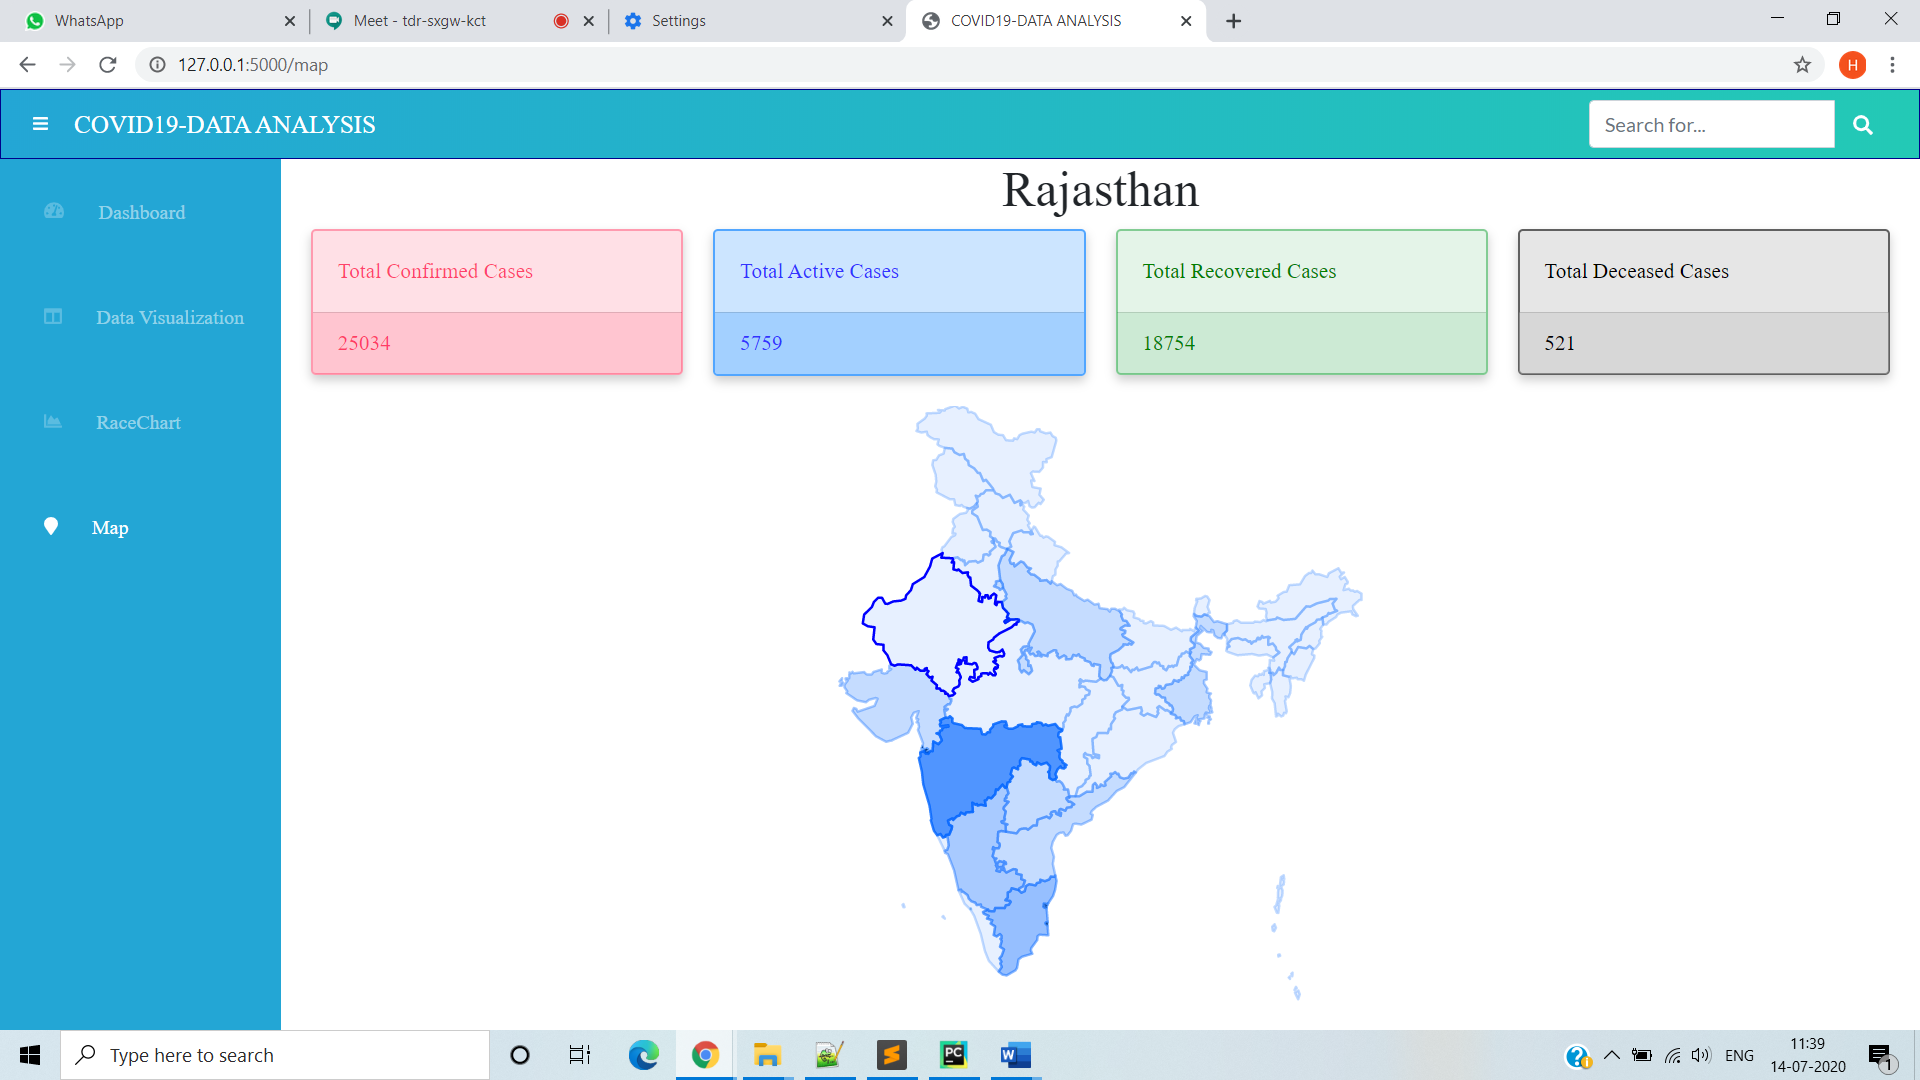 WhatsApp
Meet - tdr-sxgw-kct
Settings
COVID19-DATA ANALYSIS
127.0.0.1:5000/map
H
COVID19-DATA ANALYSIS
Search for...
Dashboard
Data Visualization
RaceChart
Map
Rajasthan
Total Confirmed Cases
25034
Total Active Cases
5759
Total Recovered Cases
18754
Total Deceased Cases
521
Type here to search
PC
W
ENG
11:39
14-07-2020
1